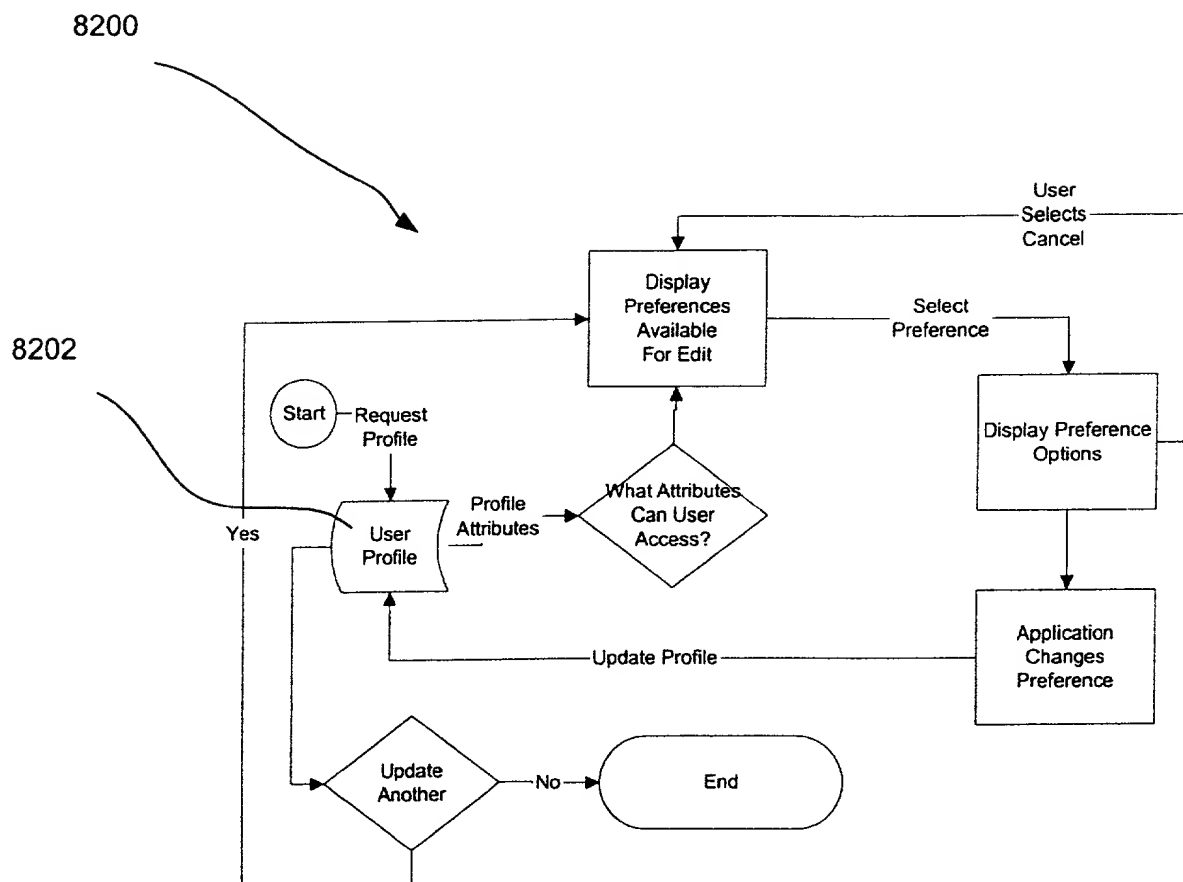 8200
User
Selects
Cancel
Display
Preferences
Available
For Edit
Select
Preference
8202
Start
Request
Profile
Display Preference
Options
User
Profile
Profile
Attributes
What Attributes
Can User
Access?
Yes
Application
Changes
Preference
Update Profile
Update
Another
No
End